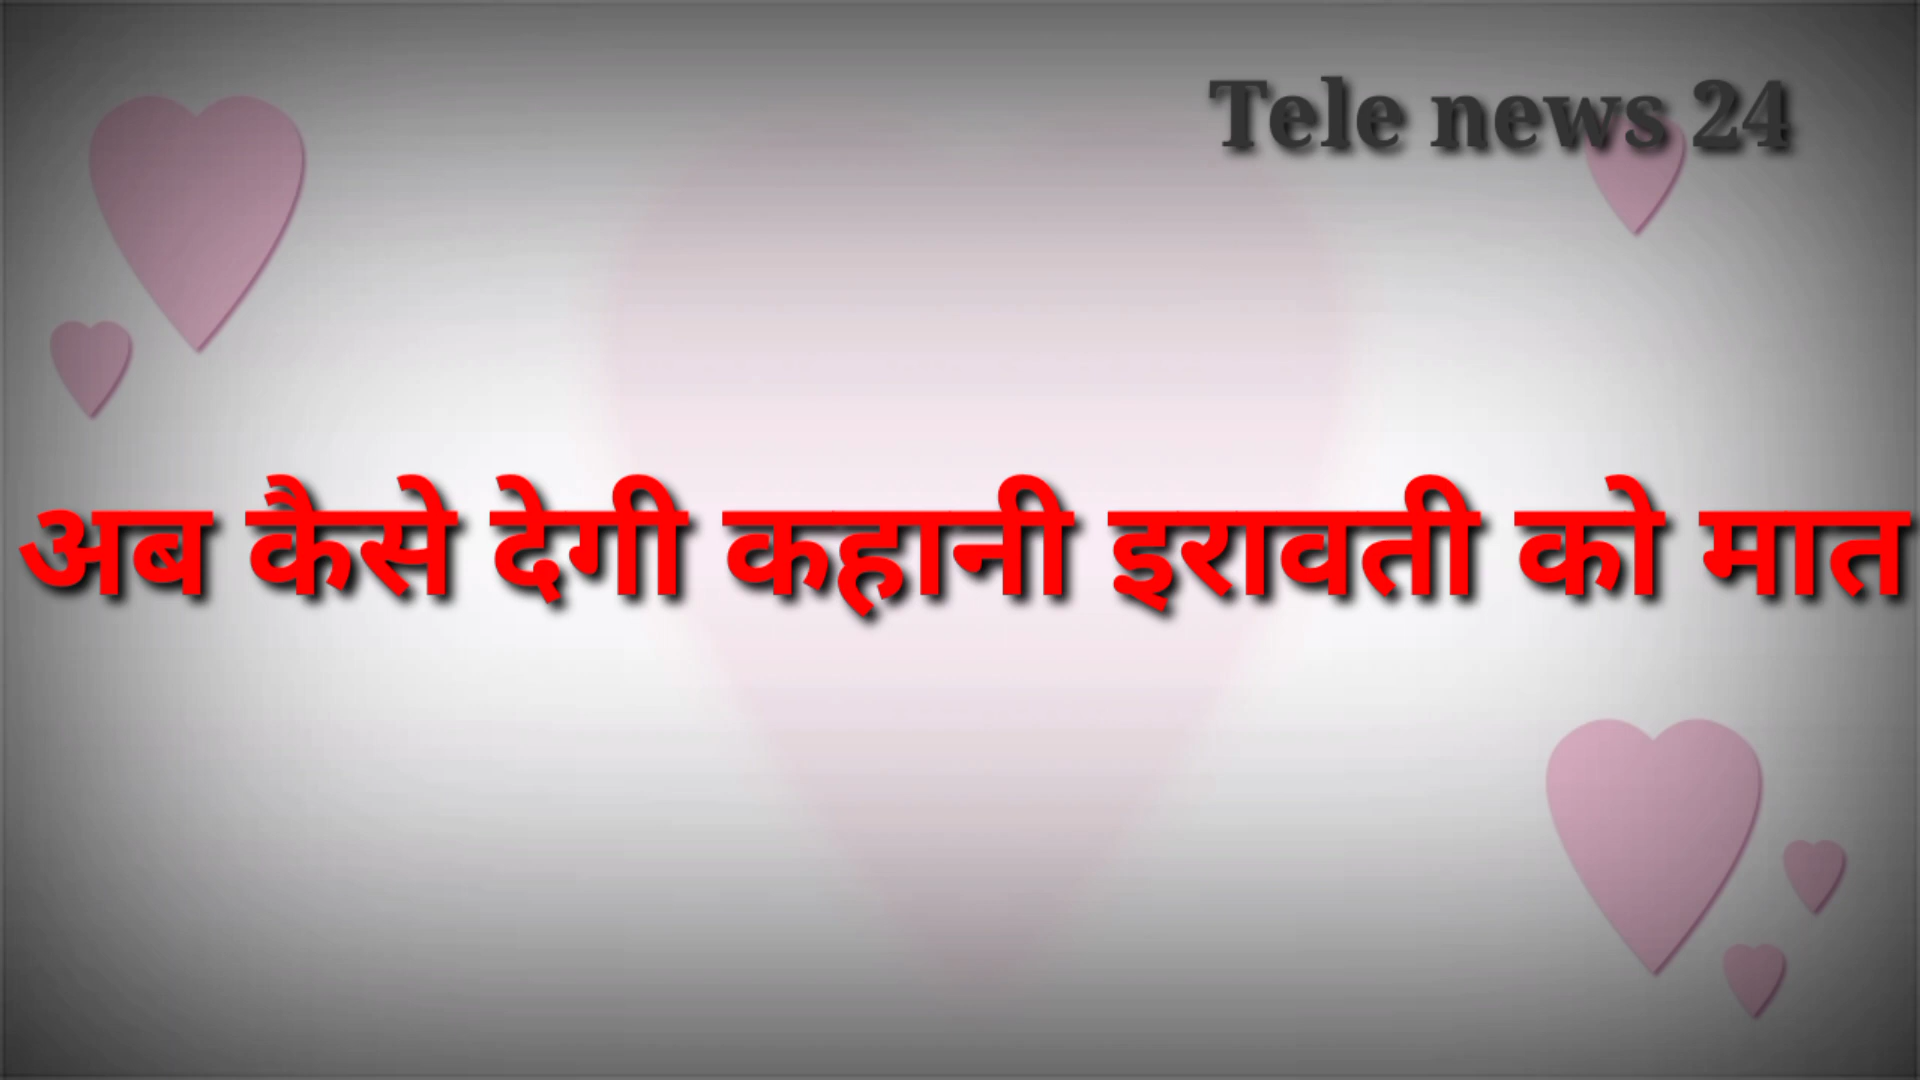 Tele news 24
अब कैसे देगी कहानी इरावती को मात